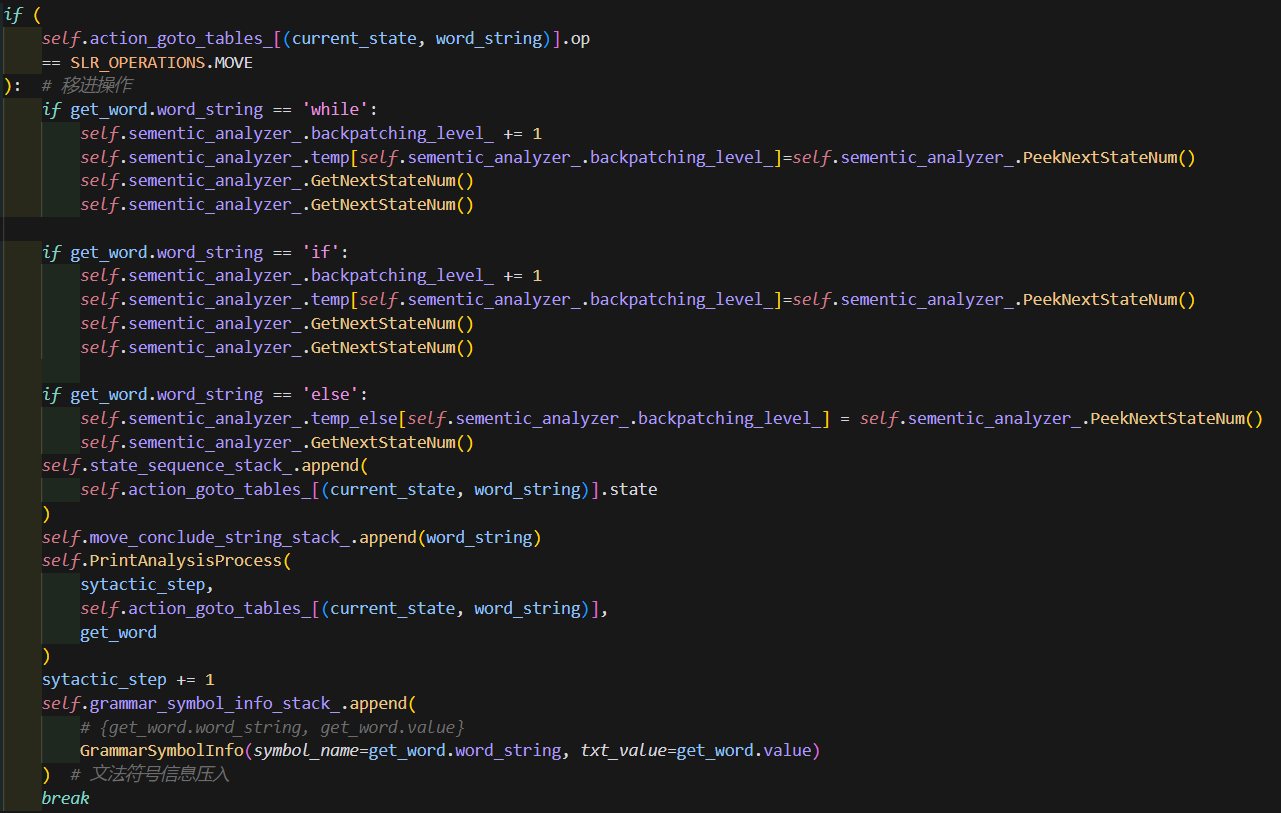 if (
    self.action_goto_tables_[(current_state, word_string)].op
    == SLR_OPERATIONS.MOVE
):  # 移进操作
    if get_word.word_string == 'while':
        self.sementic_analyzer_.backpatching_level_ += 1
        self.sementic_analyzer_.temp[self.sementic_analyzer_.backpatching_level_]=self.sementic_analyzer_.PeekNextStateNum()
        self.sementic_analyzer_.GetNextStateNum()
        self.sementic_analyzer_.GetNextStateNum()

    if get_word.word_string == 'if':
        self.sementic_analyzer_.backpatching_level_ += 1
        self.sementic_analyzer_.temp[self.sementic_analyzer_.backpatching_level_]=self.sementic_analyzer_.PeekNextStateNum()
        self.sementic_analyzer_.GetNextStateNum()
        self.sementic_analyzer_.GetNextStateNum()

    if get_word.word_string == 'else':
        self.sementic_analyzer_.temp_else[self.sementic_analyzer_.backpatching_level_] = self.sementic_analyzer_.PeekNextStateNum()
        self.sementic_analyzer_.GetNextStateNum()
    self.state_sequence_stack_.append(
        self.action_goto_tables_[(current_state, word_string)].state
    )
    self.move_conclude_string_stack_.append(word_string)
    self.PrintAnalysisProcess(
        sytactic_step,
        self.action_goto_tables_[(current_state, word_string)],
        get_word
    )
    sytactic_step += 1
    self.grammar_symbol_info_stack_.append(
        # {get_word.word_string, get_word.value}
        GrammarSymbolInfo(symbol_name=get_word.word_string, txt_value=get_word.value)
    )  # 文法符号信息压入
    break